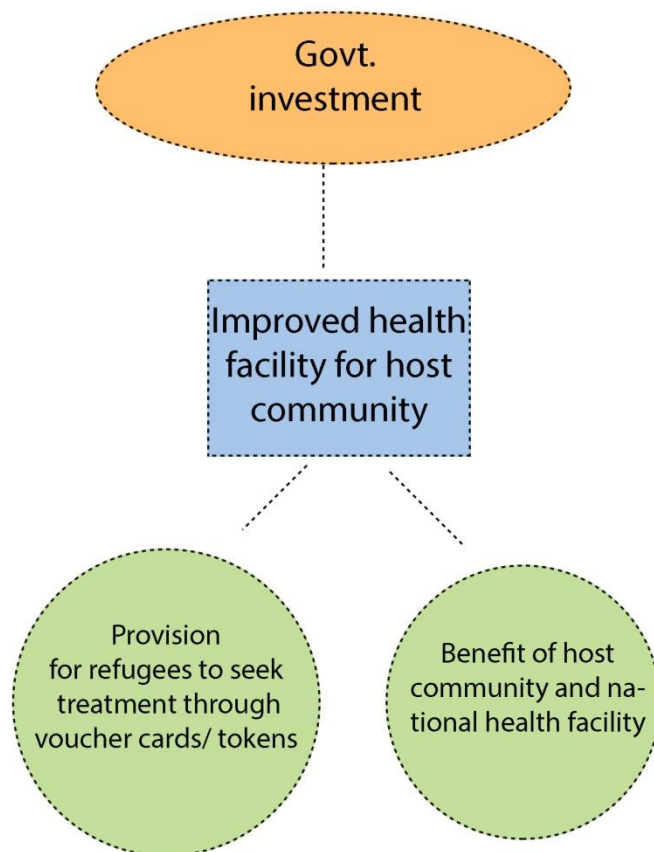 Govt.
investment
Improved health
facility for host
community
Provision
for refugees to seek
treatment through
voucher cards/ tokens
Benefit of host
community and na-
tional health facility